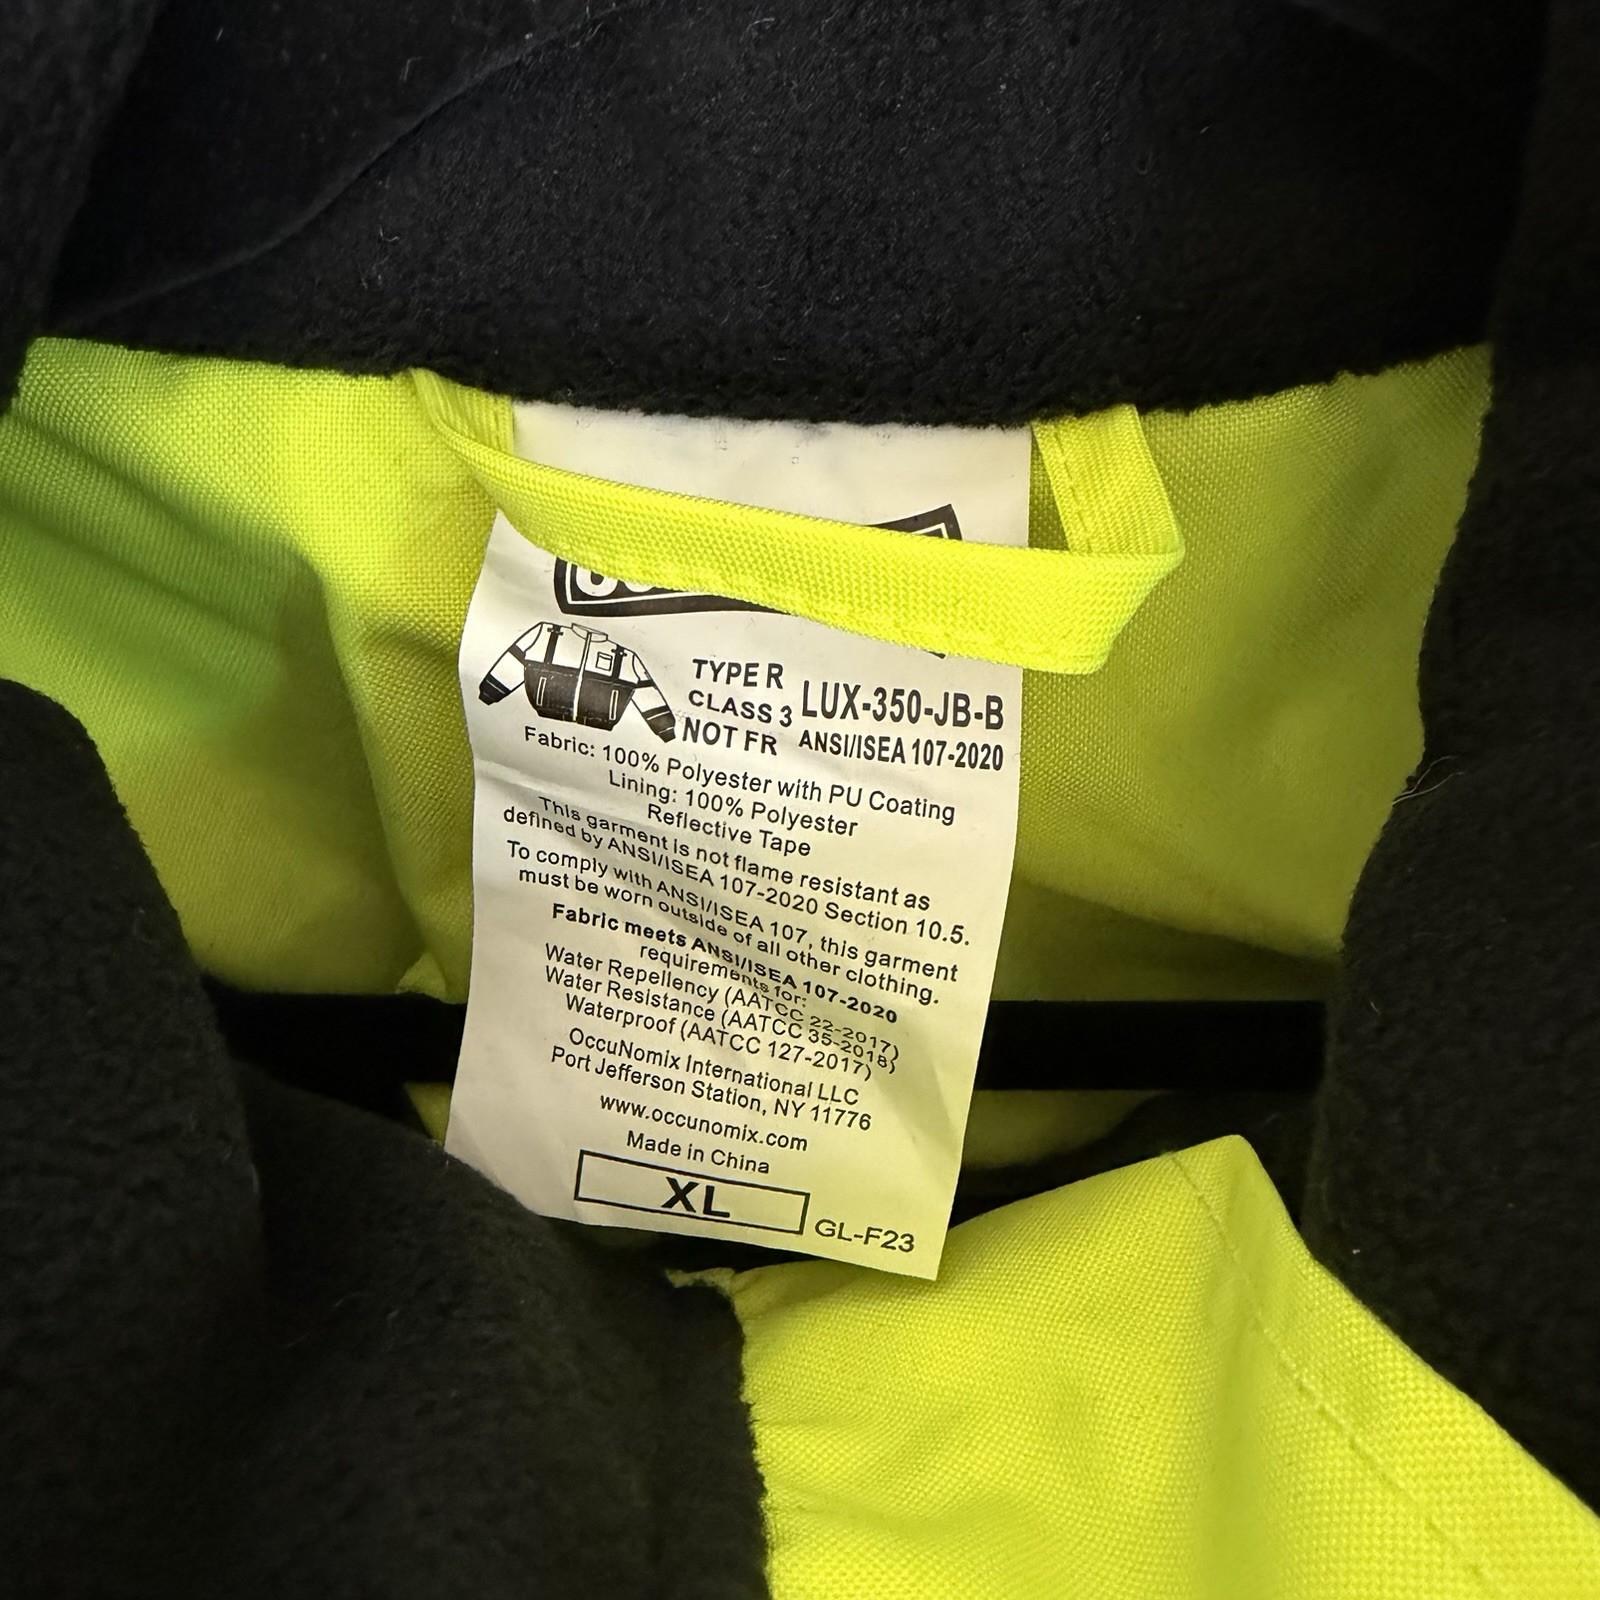 TYPE R
CLASS 3
NOT FR
LUX-350-JB-B
ANSI/ISEA 107-2020
Fabric: 100% Polyester with PU Coating
Lining: 100% Polyester
Reflective Tape
This garment is not flame resistant as
defined by ANSI/ISEA 107-2020 Section 10.5.
To comply with ANSI/ISEA 107, this garment
must be worn outside of all other clothing.
Fabric meets ANSI/ISEA 107-2020
requirements for:
Water Repellency (AATCC 22-2017)
Water Resistance (AATCC 35-2018)
Waterproof (AATCC 127-2017)
OccuNomix International LLC
Port Jefferson Station, NY 11776
www.occunomix.com
Made in China
XL
GL-F23